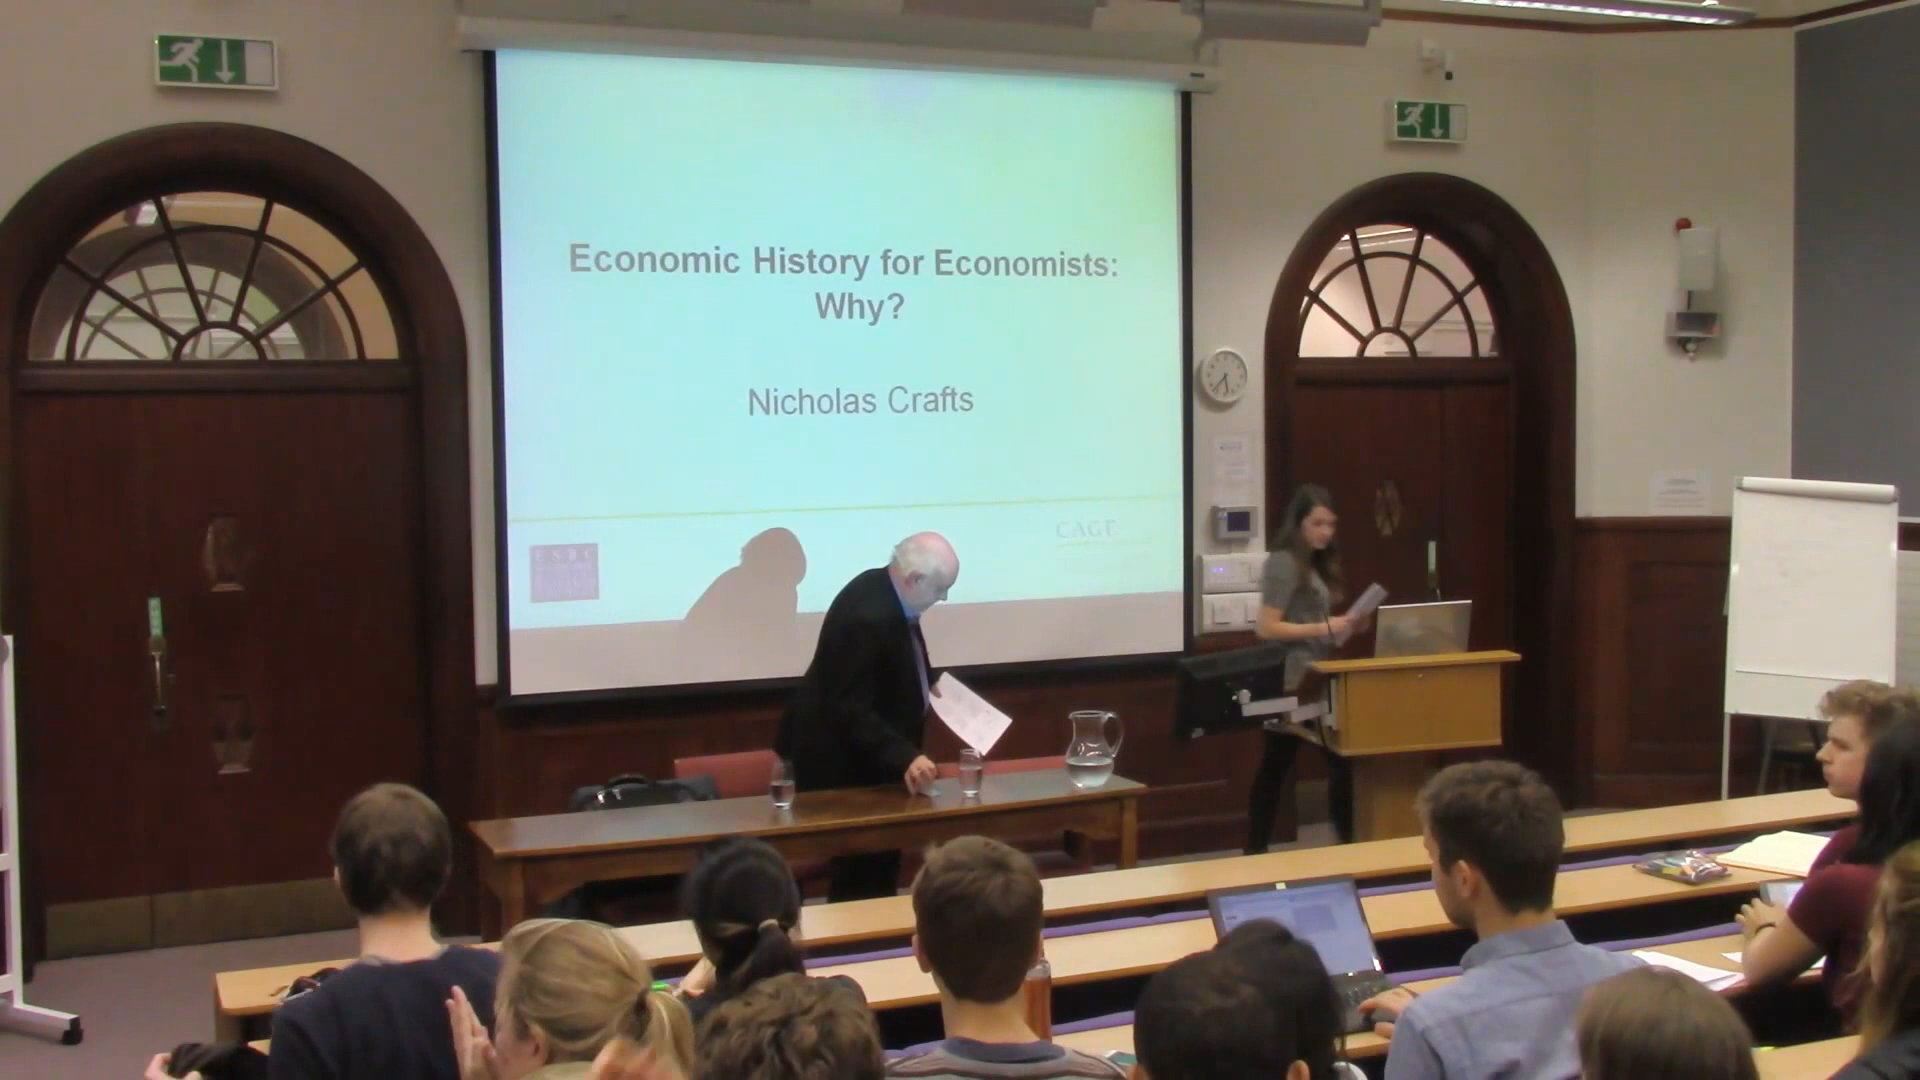 Economic History for Economists:
Why?
Nicholas Crafts
E S R C
CAGE